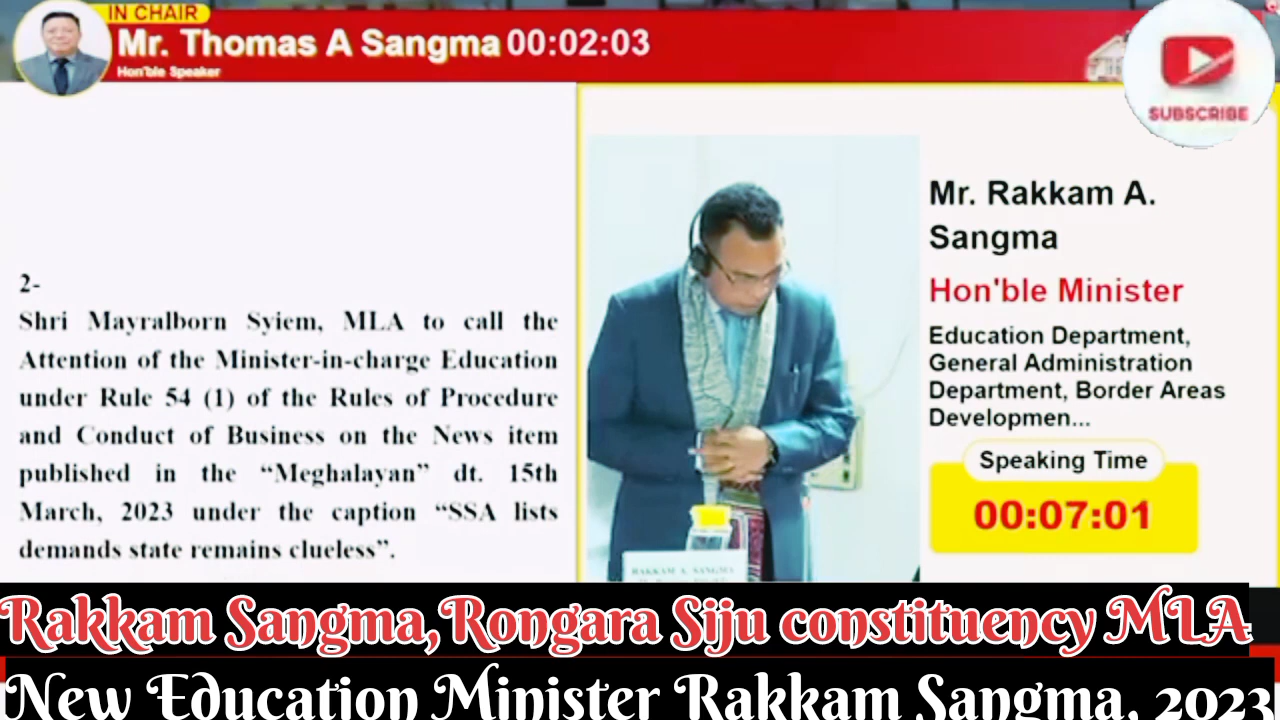 IN CHAIR
Mr. Thomas A Sangma 00:02:03
Hon'ble Speaker
SUBSCRIBE
2-
Shri Mayralborn Syiem, MLA to call the
Attention of the Minister-in-charge Education
under Rule 54 (1) of the Rules of Procedure
and Conduct of Business on the News item
published in the “Meghalayan” dt. 15th
March, 2023 under the caption “SSA lists
demands state remains clueless”.
Mr. Rakkam A.
Sangma
Hon'ble Minister
Education Department,
General Administration
Department, Border Areas
Developmen...
Speaking Time
00:07:01
RAKKAM A. SANGMA
Rakkam Sangma, Rongara Siju constituency MLA
New Education Minister Rakkam Sangma, 2023